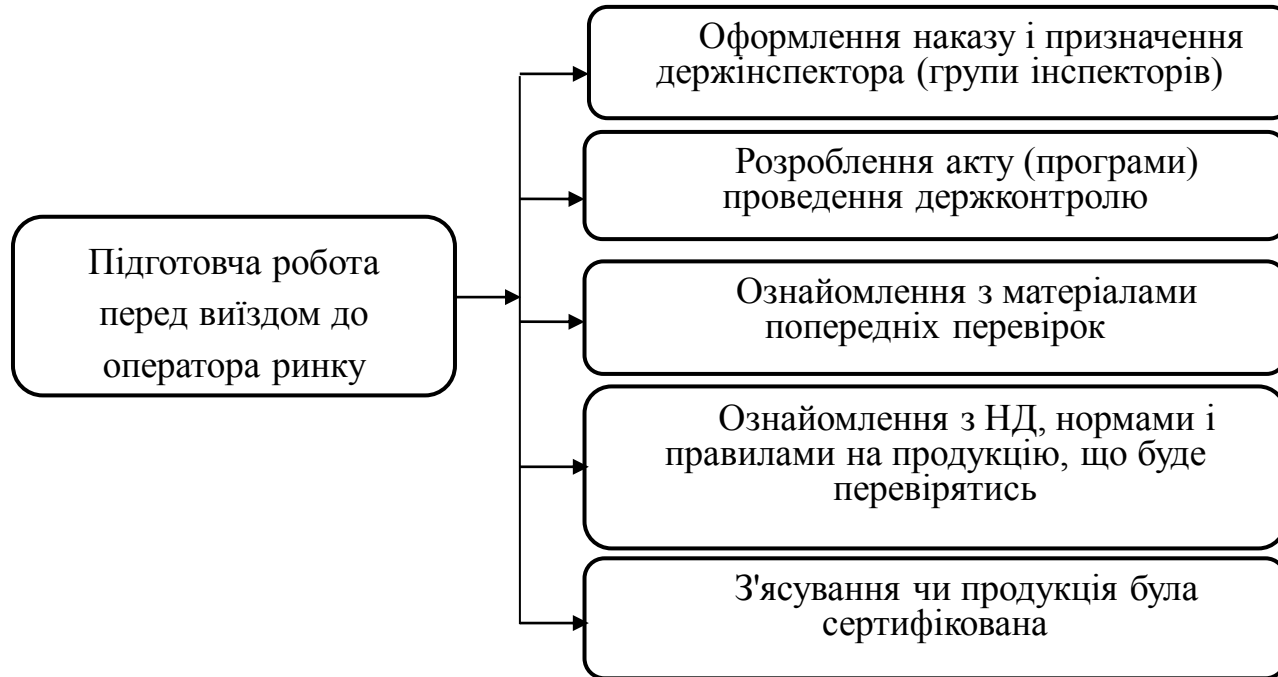 Підготовча робота
перед виїздом до
оператора ринку
Оформлення наказу і призначення
держінспектора (групи інспекторів)
Розроблення акту (програми)
проведення держконтролю
Ознайомлення з матеріалами
попередніх перевірок
Ознайомлення з НД, нормами і
правилами на продукцію, що буде
перевірятись
З'ясування чи продукція була
сертифікована